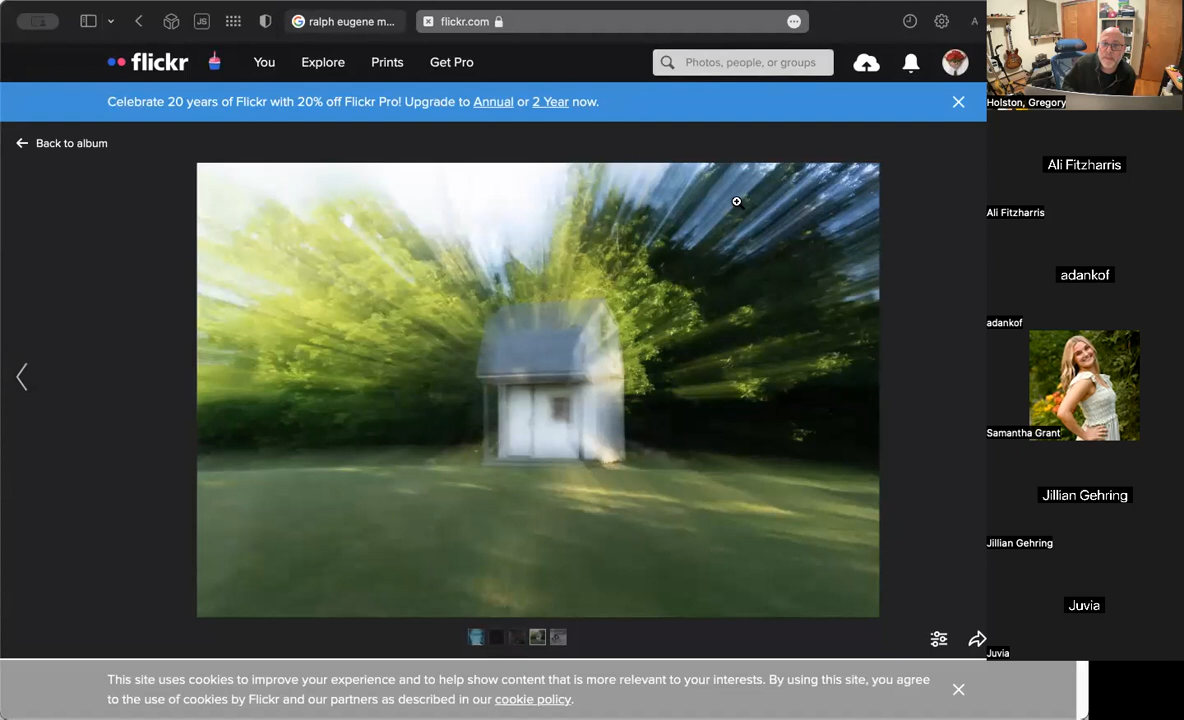 JS
ralph eugene m...
flickr.com
A
flickr
You
Explore
Prints
Get Pro
Photos, people, or groups
Celebrate 20 years of Flickr with 20% off Flickr Pro! Upgrade to Annual or 2 Year now.
Back to album
This site uses cookies to improve your experience and to help show content that is more relevant to your interests. By using this site, you agree
to the use of cookies by Flickr and our partners as described in our cookie policy.
Holston, Gregory
Ali Fitzharris
Ali Fitzharris
adankof
adankof
Samantha Grant
Jillian Gehring
Jillian Gehring
Juvia
Juvia